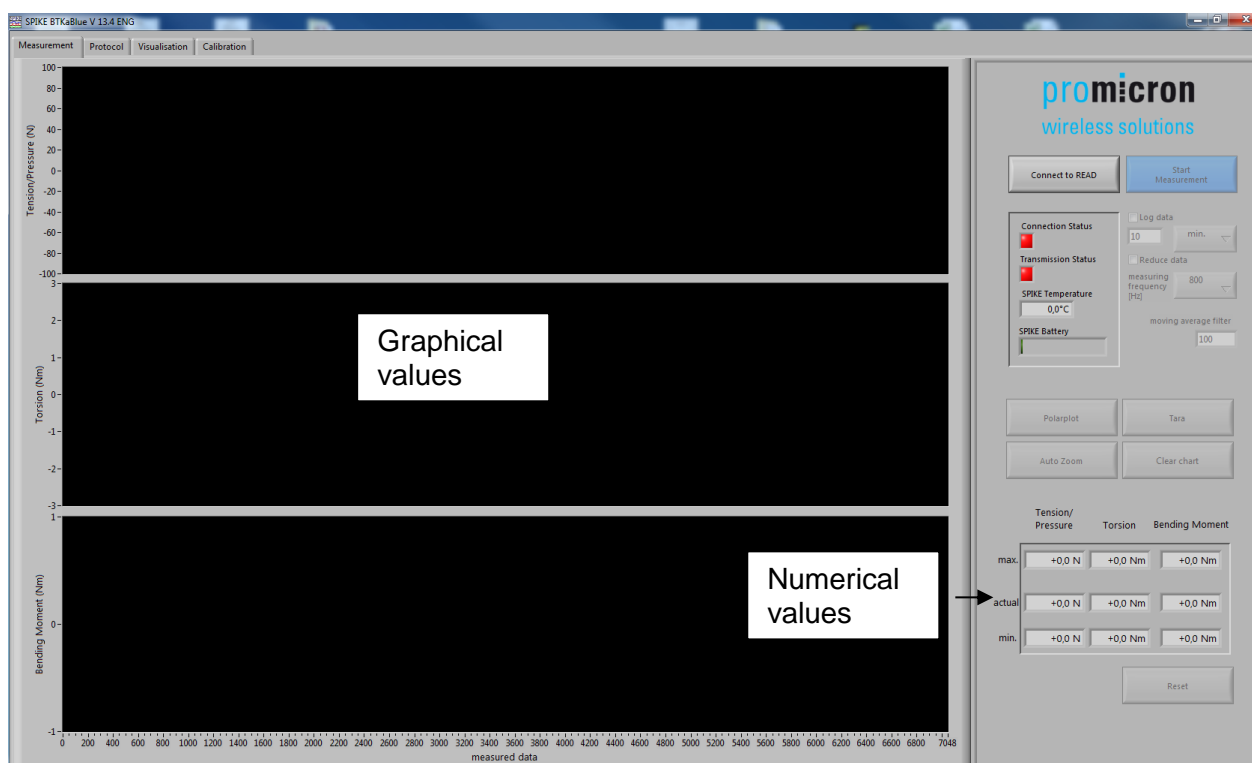 SPIKE BTKaBlue V 13.4 ENG
Measurement Protocol Visualisation Calibration
100
80
60
40
20
0
-20
-40
-60
-80
-100
Tension/Pressure (N)
3
2
1
0
-1
-2
-3
Torsion (Nm)
1
0
-1
Bending Moment (Nm)
Graphical
values
Numerical
values
0 200 400 600 800 1000 1200 1400 1600 1800 2000 2200 2400 2600 2800 3000 3200 3400 3600 3800 4000 4200 4400 4600 4800 5000 5200 5400 5600 5800 6000 6200 6400 6600 6800 7048
measured data
promicron
wireless solutions
Connect to READ
Start
Measurement
Connection Status
Transmission Status
SPIKE Temperature
0,0°C
SPIKE Battery
Log data
10 min.
Reduce data
measuring
frequency
[Hz]
800
moving average filter
100
Polarplot Tara
Auto Zoom Clear chart
Tension/
Pressure Torsion Bending Moment
max. +0,0 N +0,0 Nm +0,0 Nm
actual +0,0 N +0,0 Nm +0,0 Nm
min. +0,0 N +0,0 Nm +0,0 Nm
Reset